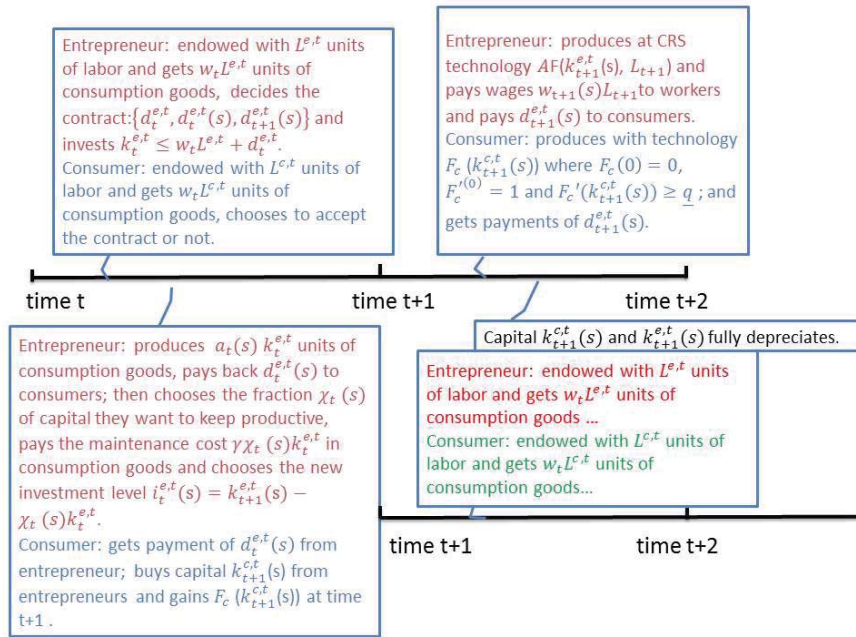 Entrepreneur: endowed with $L^{e,t}$ units
of labor and gets $w_t L^{e,t}$ units of
consumption goods, decides the
contract:$\{d_t^{e,t}, d_t^{e,t}(s), d_{t+1}^{e,t}(s)\}$ and
invests $k_t^{e,t} \leq w_t L^{e,t} + d_t^{e,t}$.
Consumer: endowed with $L^{c,t}$ units of
labor and gets $w_t L^{c,t}$ units of
consumption goods, chooses to accept
the contract or not.
Entrepreneur: produces at CRS
technology $AF(k_{t+1}^{e,t}(s), L_{t+1})$ and
pays wages $w_{t+1}(s)L_{t+1}$to workers
and pays $d_{t+1}^{e,t}(s)$ to consumers.
Consumer: produces with technology
$F_c (k_{t+1}^{c,t}(s))$ where $F_c(0) = 0$,
$F_c^{'(0)} = 1$ and $F_c'(k_{t+1}^{c,t}(s)) \geq \underline{q}$ ; and
gets payments of $d_{t+1}^{e,t}(s)$.
time t
time t+1
time t+2
Entrepreneur: produces $a_t(s) k_t^{e,t}$ units of
consumption goods, pays back $d_t^{e,t}(s)$ to
consumers; then chooses the fraction $\chi_t (s)$
of capital they want to keep productive,
pays the maintenance cost $\gamma\chi_t (s)k_t^{e,t}$ in
consumption goods and chooses the new
investment level $i_t^{e,t}(s) = k_{t+1}^{e,t}(s) -$
$\chi_t (s)k_t^{e,t}$.
Consumer: gets payment of $d_t^{e,t}(s)$ from
entrepreneur; buys capital $k_{t+1}^{c,t}(s)$ from
entrepreneurs and gains $F_c (k_{t+1}^{c,t}(s))$ at time
t+1 .
Capital $k_{t+1}^{c,t}(s)$ and $k_{t+1}^{e,t}(s)$ fully depreciates.
Entrepreneur: endowed with $L^{e,t}$ units
of labor and gets $w_t L^{e,t}$ units of
consumption goods ...
Consumer: endowed with $L^{c,t}$ units of
labor and gets $w_t L^{c,t}$ units of
consumption goods...
time t+1
time t+2